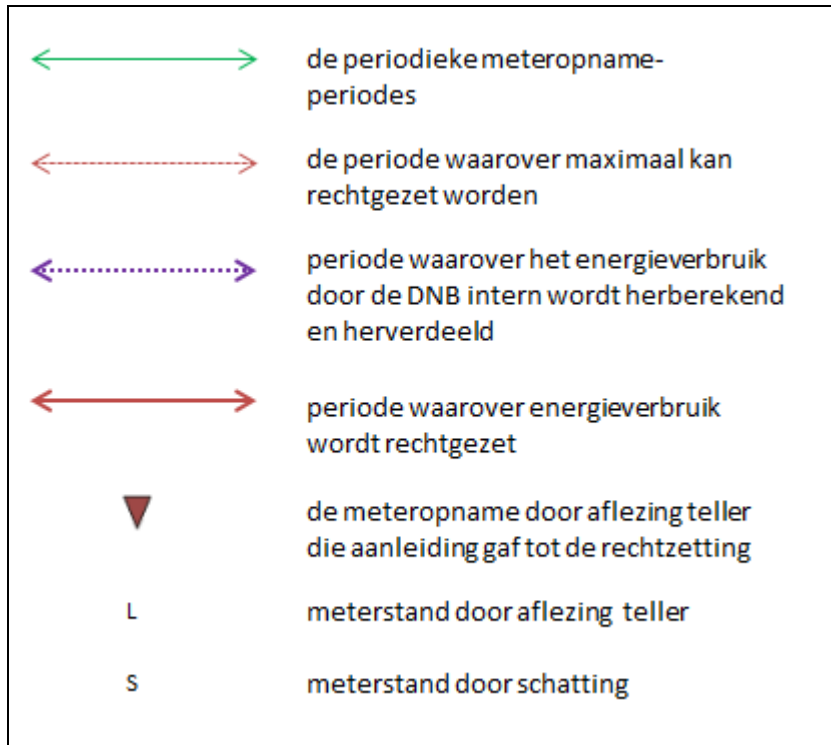 de periodieke meteropname-
periodes
de periode waarover maximaal kan
rechtgezet worden
periode waarover het energieverbruik
door de DNB intern wordt herberekend
en herverdeeld
periode waarover energieverbruik
wordt rechtgezet
de meteropname door aflezing teller
die aanleiding gaf tot de rechtzetting
L meterstand door aflezing teller
S meterstand door schatting